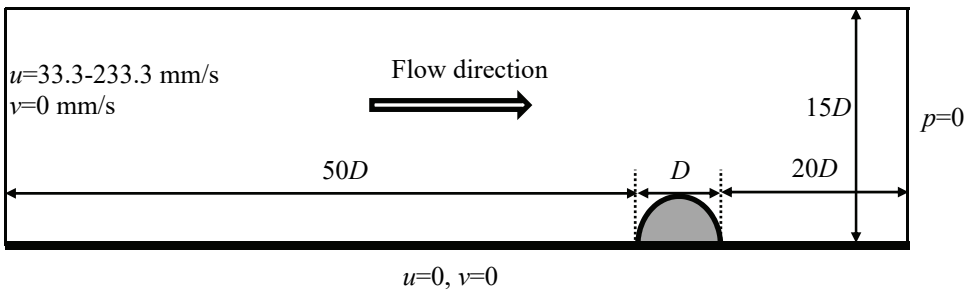 u=33.3-233.3 mm/s
v=0 mm/s
Flow direction
15D
p=0
50D
D
20D
u=0, v=0